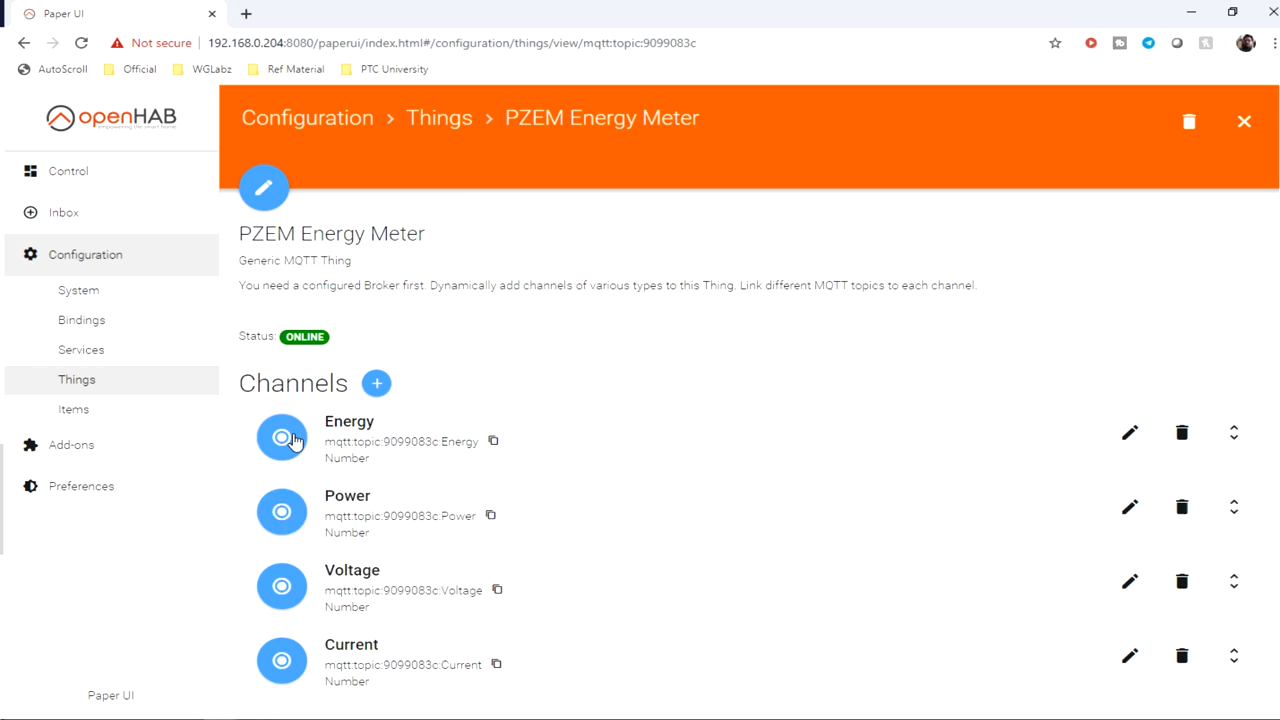 Paper UI
Not secure
192.168.0.204:8080/paperui/index.html#/configuration/things/view/mqtt:topic:9099083c
AutoScroll
Official
WGLabz
Ref Material
PTC University
openHAB
empowering the smart home
Configuration > Things > PZEM Energy Meter
Control
Inbox
Configuration
System
Bindings
Services
Things
Items
Add-ons
Preferences
Paper UI
PZEM Energy Meter
Generic MQTT Thing
You need a configured Broker first. Dynamically add channels of various types to this Thing. Link different MQTT topics to each channel.
Status: ONLINE
Channels
Energy
mqtt:topic:9099083c:Energy
Number
Power
mqtt:topic:9099083c:Power
Number
Voltage
mqtt:topic:9099083c:Voltage
Number
Current
mqtt:topic:9099083c:Current
Number